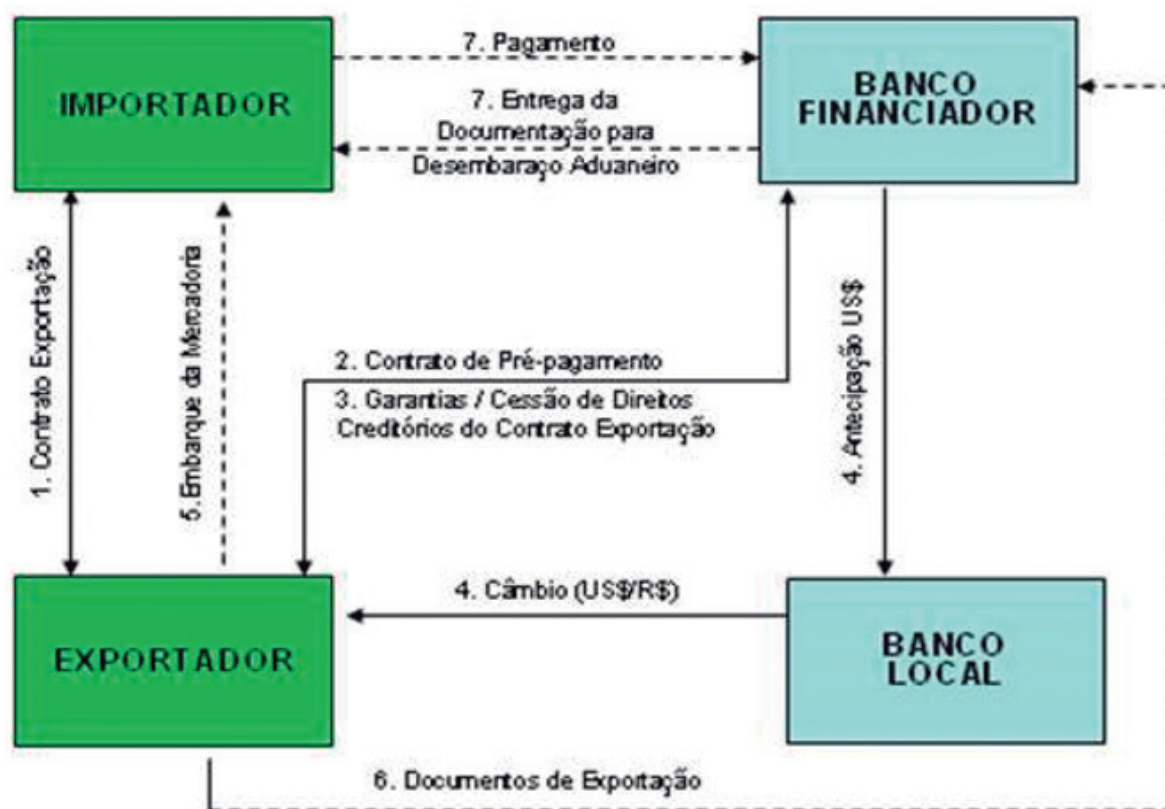 7. Pagamento
IMPORTADOR
BANCO
FINANCIADOR
7. Entrega da
Documentação para
Desembaraço Aduaneiro
1. Contrato Exportação
5. Embarque da Mercadoria
2. Contrato de Pré-pagamento
3. Garantias / Cessão de Direitos
Creditórios do Contrato Exportação
4. Antecipação US$
4. Câmbio (US$/R$)
EXPORTADOR
BANCO
LOCAL
6. Documentos de Exportação